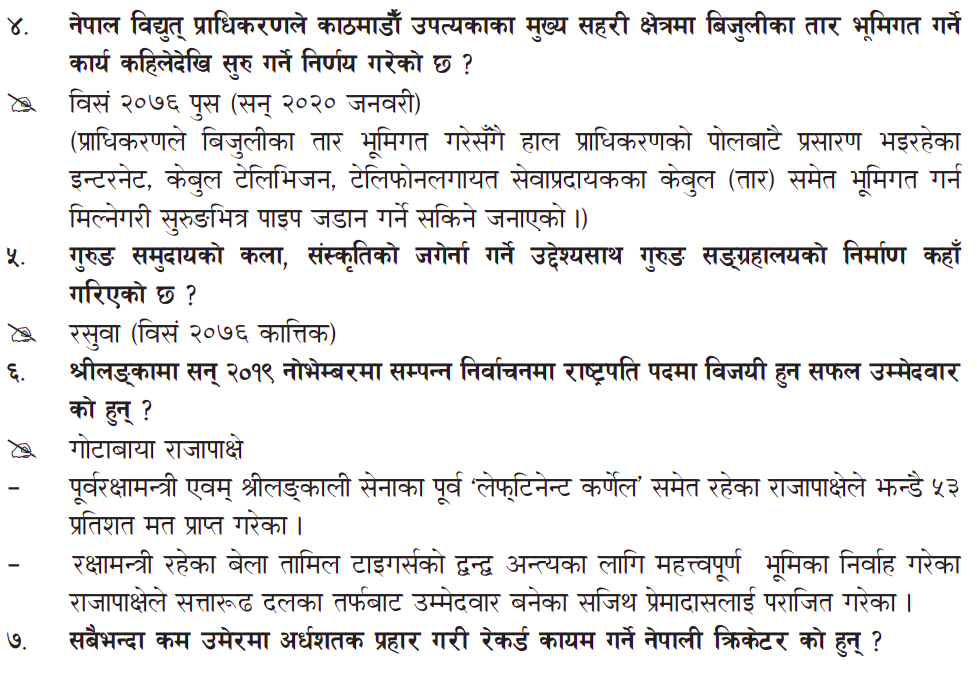 ४. नेपाल विद्युत् प्राधिकरणले काठमाडौँ उपत्यकाका मुख्य सहरी क्षेत्रमा बिजुलीका तार भूमिगत गर्ने
कार्य कहिलेदेखि सुरु गर्ने निर्णय गरेको छ ?
विसं २०७६ पुस (सन् २०२० जनवरी)
(प्राधिकरणले बिजुलीका तार भूमिगत गरेसँगै हाल प्राधिकरणको पोलबाटै प्रसारण भइरहेका
इन्टरनेट, केबुल टेलिभिजन, टेलिफोनलगायत सेवाप्रदायकका केबुल (तार) समेत भूमिगत गर्न
मिल्नेगरी सुरुङभित्र पाइप जडान गर्न सकिने जनाएको ।)
५. गुरुङ समुदायको कला, संस्कृतिको जगेर्ना गर्ने उद्देश्यसाथ गुरुङ सङ्ग्रहालयको निर्माण कहाँ
गरिएको छ ?
रसुवा (विसं २०७६ कात्तिक)
६. श्रीलङ्कामा सन् २०१९ नोभेम्बरमा सम्पन्न निर्वाचनमा राष्ट्रपति पदमा विजयी हुन सफल उम्मेदवार
को हुन् ?
गोटाबाया राजापाक्षे
– पूर्वरक्षामन्त्री एवम् श्रीलङ्काली सेनाका पूर्व ‘लेफ्टिनेन्ट कर्णेल’ समेत रहेका राजापाक्षेले झन्डै ५३
प्रतिशत मत प्राप्त गरेका ।
– रक्षामन्त्री रहेका बेला तामिल टाइगर्सको द्वन्द्व अन्त्यका लागि महत्त्वपूर्ण भूमिका निर्वाह गरेका
राजापाक्षेले सत्तारूढ दलका तर्फबाट उम्मेदवार बनेका सजिथ प्रेमादासलाई पराजित गरेका ।
७. सबैभन्दा कम उमेरमा अर्धशतक प्रहार गरी रेकर्ड कायम गर्ने नेपाली क्रिकेटर को हुन् ?